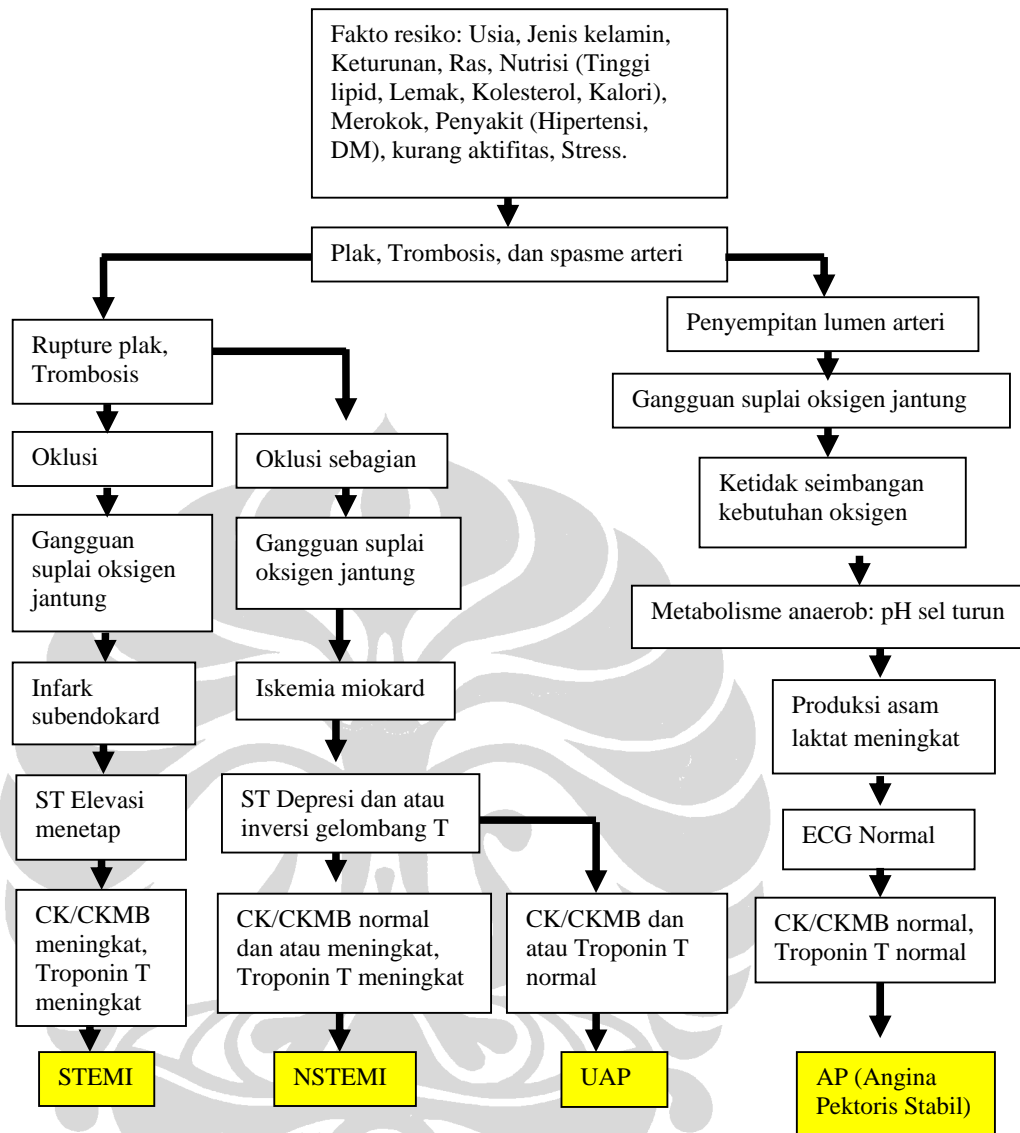 Fakto resiko: Usia, Jenis kelamin,
Keturunan, Ras, Nutrisi (Tinggi
lipid, Lemak, Kolesterol, Kalori),
Merokok, Penyakit (Hipertensi,
DM), kurang aktifitas, Stress.
Plak, Trombosis, dan spasme arteri
Rupture plak,
Trombosis
Oklusi
Gangguan
suplai oksigen
jantung
Infark
subendokard
ST Elevasi
menetap
CK/CKMB
meningkat,
Troponin T
meningkat
STEMI
Oklusi sebagian
Gangguan suplai
oksigen jantung
Iskemia miokard
ST Depresi dan atau
inversi gelombang T
CK/CKMB normal
dan atau meningkat,
Troponin T meningkat
NSTEMI
CK/CKMB dan
atau Troponin T
normal
UAP
Penyempitan lumen arteri
Gangguan suplai oksigen jantung
Ketidak seimbangan
kebutuhan oksigen
Metabolisme anaerob: pH sel turun
Produksi asam
laktat meningkat
ECG Normal
CK/CKMB normal,
Troponin T normal
AP (Angina
Pektoris Stabil)